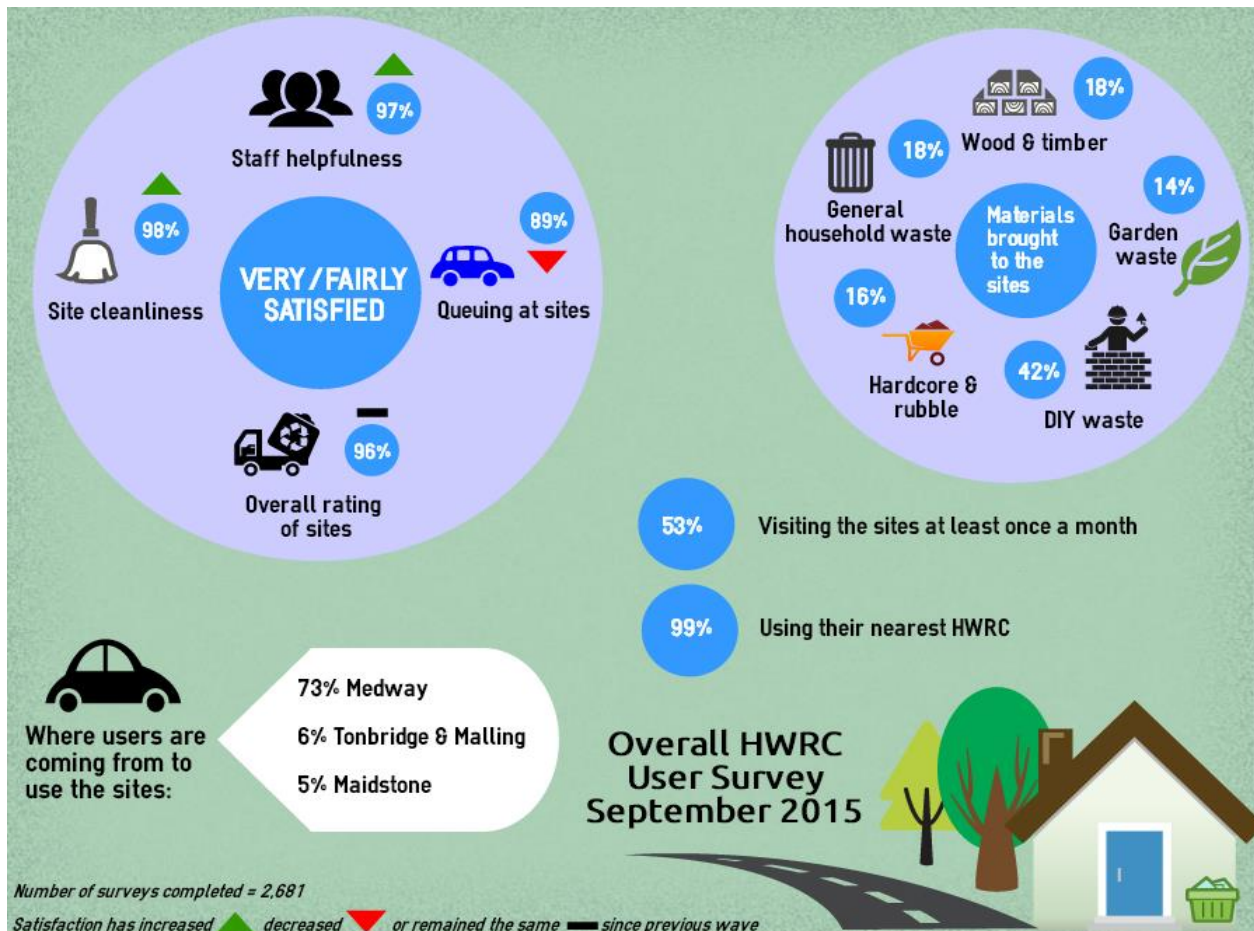 97%
Staff helpfulness
98%
Site cleanliness
VERY/FAIRLY
SATISFIED
89%
Queuing at sites
96%
Overall rating
of sites
18%
Wood & timber
18%
General
household waste
Materials
brought
to the
sites
14%
Garden
waste
16%
Hardcore &
rubble
42%
DIY waste
53%
Visiting the sites at least once a month
99%
Using their nearest HWRC
Where users are
coming from to
use the sites:
73% Medway
6% Tonbridge & Malling
5% Maidstone
Overall HWRC
User Survey
September 2015
Number of surveys completed = 2,681
Satisfaction has increased decreased or remained the same since previous wave